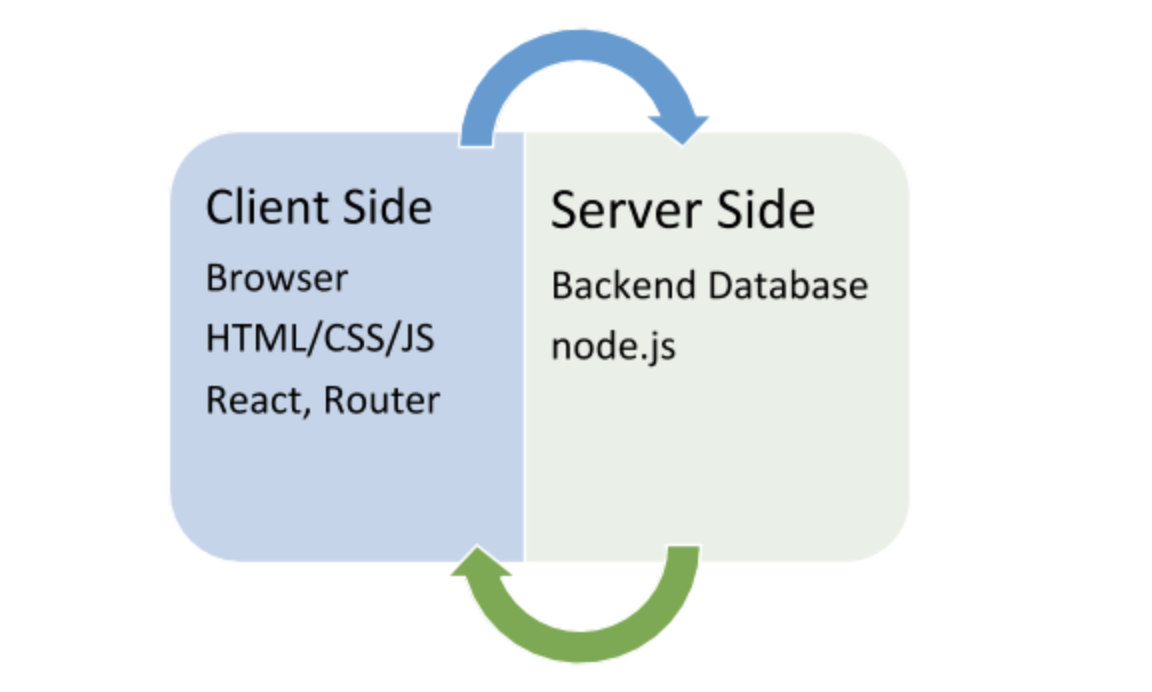 Client Side
Browser
HTML/CSS/JS
React, Router
Server Side
Backend Database
node.js